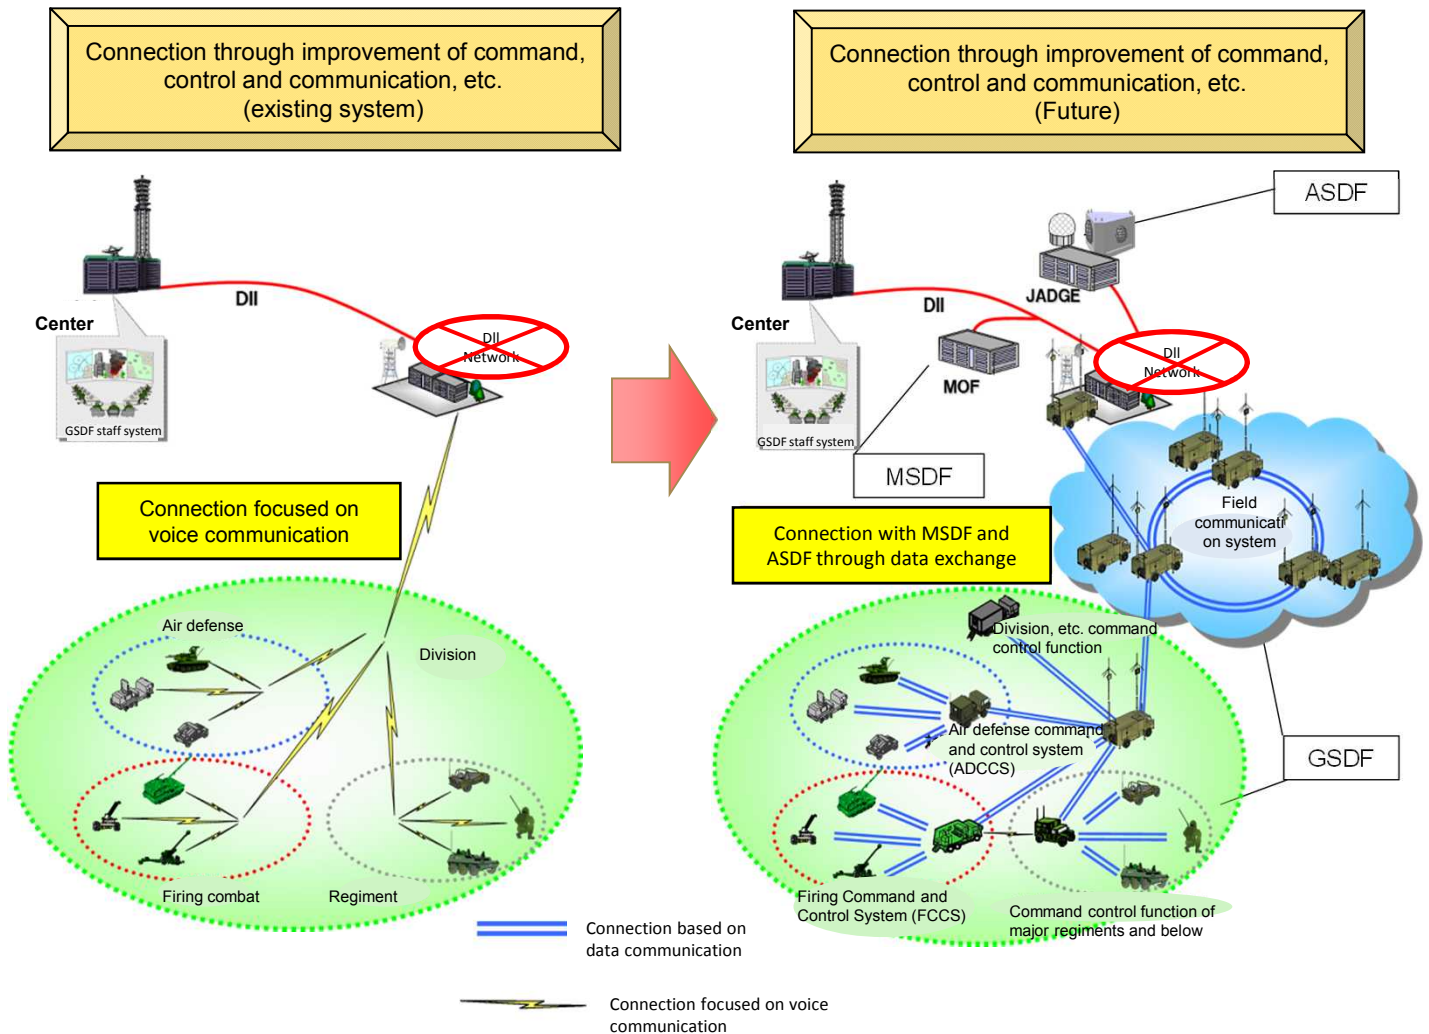 Connection through improvement of command,
control and communication, etc.
(existing system)
Connection through improvement of command,
control and communication, etc.
(Future)
DII
Center
DII
Network
GSDF staff system
Connection focused on
voice communication
Air defense
Division
Firing combat
Regiment
ASDF
JADGE
DII
Center
MOF
DII
Network
GSDF staff system
MSDF
Field
communicati
on system
Connection with MSDF and
ASDF through data exchange
Division, etc. command
control function
Air defense command
and control system
(ADCCS)
GSDF
Firing Command and
Control System (FCCS)
Command control function of
major regiments and below
Connection based on
data communication
Connection focused on voice
communication